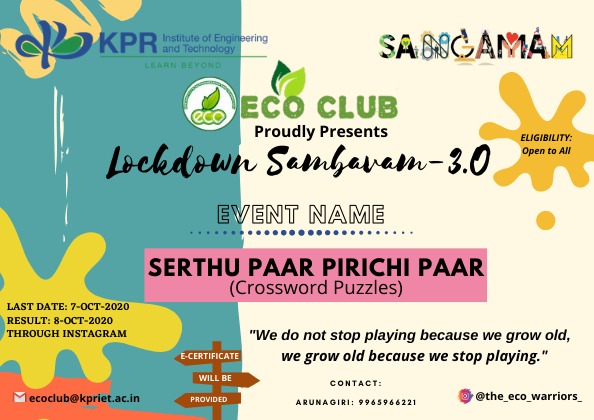 KPR Institute of Engineering
and Technology
LEARN BEYOND
SANGAMAM
eco
ECO CLUB
Proudly Presents
Lockdown Sambavam-3.0
ELIGIBILITY:
Open to All
EVENT NAME
SERTHU PAAR PIRICHI PAAR
(Crossword Puzzles)
LAST DATE: 7-OCT-2020
RESULT: 8-OCT-2020
THROUGH INSTAGRAM
"We do not stop playing because we grow old,
we grow old because we stop playing."
E-CERTIFICATE
WILL BE
PROVIDED
CONTACT:
ARUNAGIRI: 9965966221
ecoclub@kpriet.ac.in
@the_eco_warriors_